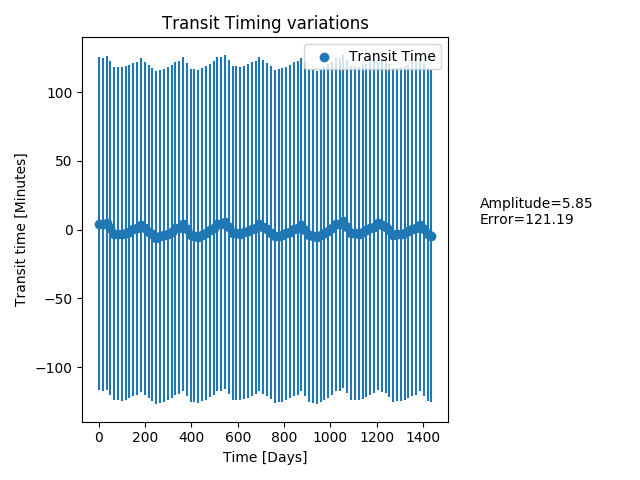 Transit Timing variations
Transit Time
100
50
0
−50
−100
Transit time [Minutes]
0 200 400 600 800 1000 1200 1400
Time [Days]
Amplitude=5.85
Error=121.19